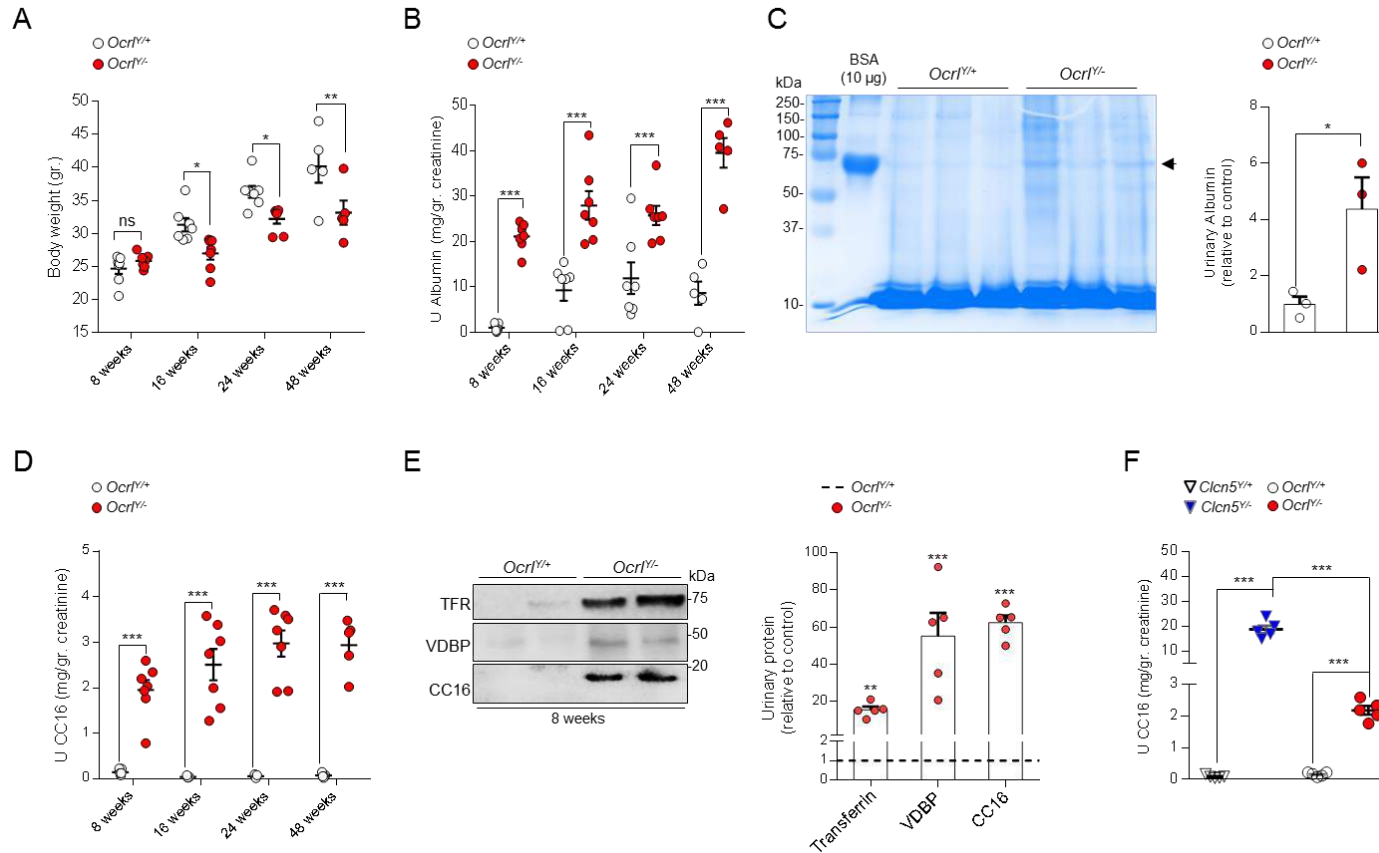 A
Ocrl^Y/+
Ocrl^Y/-
Body weight (gr.)
50
45
40
35
30
25
20
15
ns
*
*
**
8 weeks
16 weeks
24 weeks
48 weeks
B
Ocrl^Y/+
Ocrl^Y/-
U Albumin (mg/gr. creatinine)
50
40
30
20
10
0
***
***
***
***
8 weeks
16 weeks
24 weeks
48 weeks
C
kDa
BSA
(10 µg)
Ocrl^Y/+
Ocrl^Y/-
250-
150-
100-
75-
50-
37-
10-
Ocrl^Y/+
Ocrl^Y/-
Urinary Albumin
(relative to control)
8
6
4
2
0
*
D
Ocrl^Y/+
Ocrl^Y/-
U CC16 (mg/gr. creatinine)
5
4
3
2
1
0
***
***
***
***
8 weeks
16 weeks
24 weeks
48 weeks
E
Ocrl^Y/+
Ocrl^Y/-
kDa
TFR
-75
VDBP
-50
-20
CC16
8 weeks
Ocrl^Y/+
Ocrl^Y/-
Urinary protein
(relative to control)
100
80
60
40
20
2
1
0
**
***
***
Transferrin
VDBP
CC16
F
Clcn5^Y/+ Ocrl^Y/+
Clcn5^Y/- Ocrl^Y/-
U CC16 (mg/gr. creatinine)
50
40
30
20
10
0
2
1
0
***
***
***